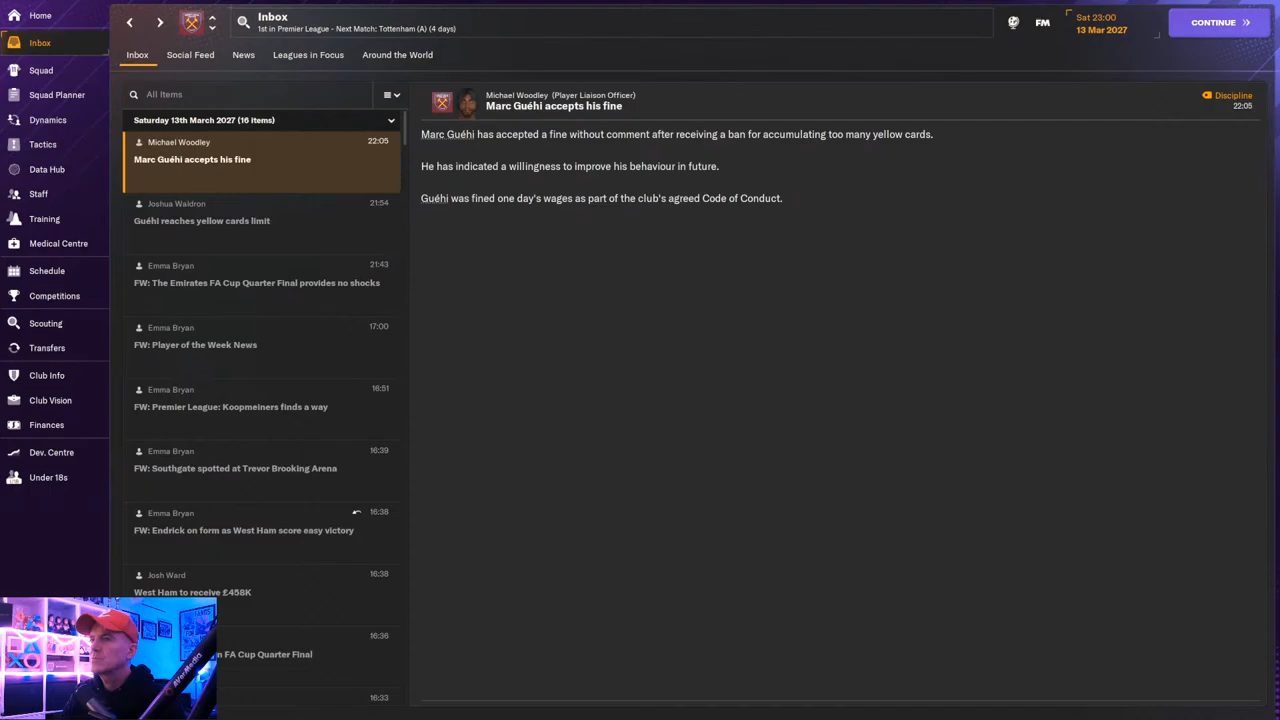 Home
Inbox
Squad
Squad Planner
Dynamics
Tactics
Data Hub
Staff
Training
Medical Centre
Schedule
Competitions
Scouting
Transfers
Club Info
Club Vision
Finances
Dev. Centre
Under 18s
Inbox
1st in Premier League - Next Match: Tottenham (A) (4 days)
FM
Sat 23:00
13 Mar 2027
CONTINUE
Inbox
Social Feed
News
Leagues in Focus
Around the World
All Items
Saturday 13th March 2027 (16 items)
Michael Woodley
22:05
Marc Guéhi accepts his fine
Joshua Waldron
21:54
Guéhi reaches yellow cards limit
Emma Bryan
21:43
FW: The Emirates FA Cup Quarter Final provides no shocks
Emma Bryan
17:00
FW: Player of the Week News
Emma Bryan
16:51
FW: Premier League: Koopmeiners finds a way
Emma Bryan
16:39
FW: Southgate spotted at Trevor Brooking Arena
Emma Bryan
16:38
FW: Endrick on form as West Ham score easy victory
Josh Ward
16:38
West Ham to receive £458K
16:36
FA Cup Quarter Final
16:33
Michael Woodley (Player Liaison Officer)
Marc Guéhi accepts his fine
Discipline
22:05
Marc Guéhi has accepted a fine without comment after receiving a ban for accumulating too many yellow cards.
He has indicated a willingness to improve his behaviour in future.
Guéhi was fined one day's wages as part of the club's agreed Code of Conduct.
AVerMedia